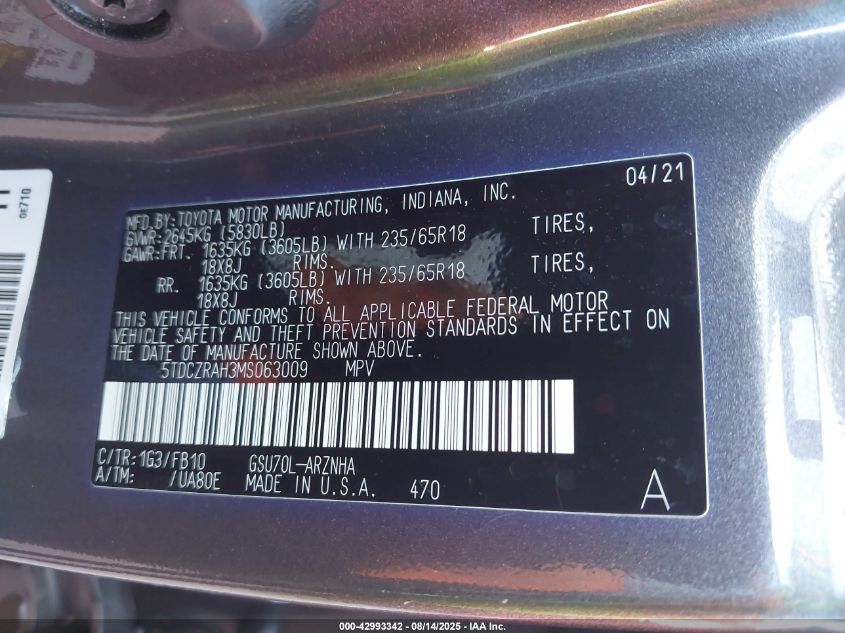 0E710
04/21
MFD.BY:TOYOTA MOTOR MANUFACTURING, INDIANA, INC.
GVWR:2645KG (5830LB)
GAWR:FRT. 1635KG (3605LB) WITH 235/65R18 TIRES,
18X8J RIMS.
RR. 1635KG (3605LB) WITH 235/65R18 TIRES,
18X8J RIMS.
THIS VEHICLE CONFORMS TO ALL APPLICABLE FEDERAL MOTOR
VEHICLE SAFETY AND THEFT PREVENTION STANDARDS IN EFFECT ON
THE DATE OF MANUFACTURE SHOWN ABOVE.
5TDCZRAH3MS063009 MPV
C/TR:1G3/FB10 GSU70L-ARZNHA
A/TM: /UA80E MADE IN U.S.A. 470
A
000-42993342 - 08/14/2025 - IAA Inc.